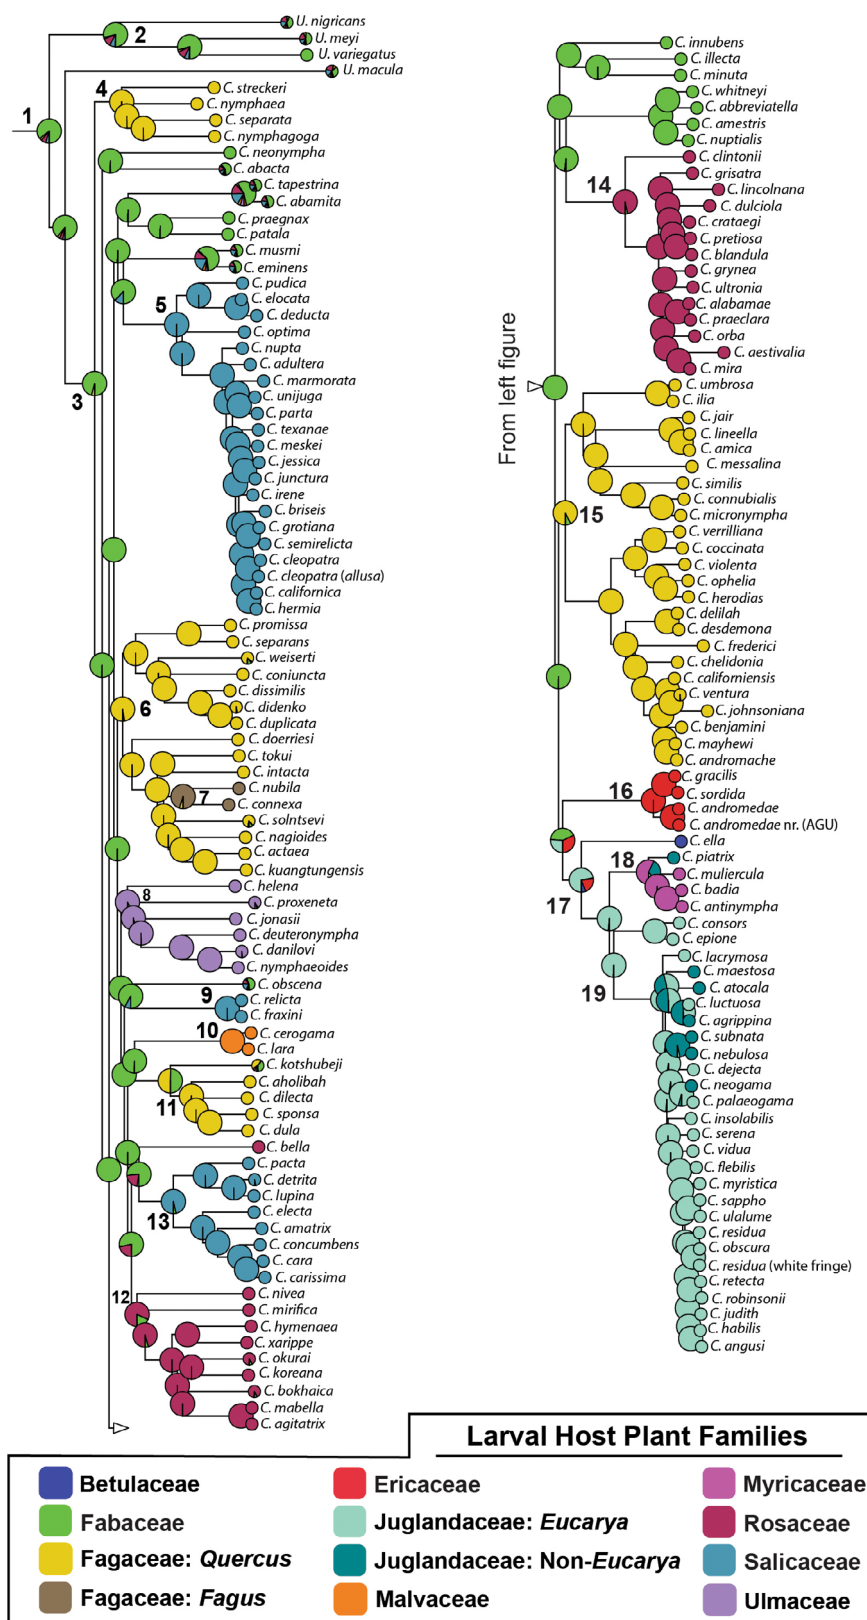 U. nigricans
2
U. meyi
U. variegatus
U. macula
4
C. streckeri
1
C. nymphaea
C. separata
C. nymphagoga
C. neonympha
C. abacta
C. tapestrina
C. abamita
C. praegnax
C. patala
C. musmi
C. eminens
C. pudica
5
C. elocata
C. deducta
C. optima
C. nupta
C. adultera
3
C. marmorata
C. unijuga
C. parta
C. texanae
C. meskei
C. jessica
C. junctura
C. irene
C. briseis
C. grotiana
C. semirelicta
C. cleopatra
C. cleopatra (allusa)
C. californica
C. hermia
C. promissa
C. separans
C. weiserti
C. coniuncta
C. dissimilis
6
C. didenko
C. duplicata
C. doerriesi
C. tokui
C. intacta
C. nubila
7
C. connexa
C. solntsevi
C. nagioides
C. actaea
C. kuangtungensis
C. helena
8
C. proxeneta
C. jonasii
C. deuteronympha
C. danilovi
C. nymphaeoides
C. obscena
9
C. relicta
C. fraxini
10
C. cerogama
C. lara
C. kotshubeji
C. aholibah
11
C. dilecta
C. sponsa
C. dula
C. bella
C. pacta
C. detrita
C. lupina
13
C. electa
C. amatrix
C. concumbens
C. cara
C. carissima
12
C. nivea
C. mirifica
C. hymenaea
C. xarippe
C. okurai
C. koreana
C. bokhaica
C. mabella
C. agitatrix
From left figure
C. innubens
C. illecta
C. minuta
C. whitneyi
C. abbreviatella
C. amestris
C. nuptialis
C. clintonii
14
C. grisatra
C. lincolnana
C. dulciola
C. crataegi
C. pretiosa
C. blandula
C. grynea
C. ultronia
C. alabamae
C. praeclara
C. orba
C. aestivalia
C. mira
C. umbrosa
C. ilia
C. jair
C. lineella
C. amica
C. messalina
C. similis
C. connubialis
15
C. micronympha
C. verrilliana
C. coccinata
C. violenta
C. ophelia
C. herodias
C. delilah
C. desdemona
C. frederici
C. chelidonia
C. californiensis
C. ventura
C. johnsoniana
C. benjamini
C. mayhewi
C. andromache
C. gracilis
16
C. sordida
C. andromedae
C. andromedae nr. (AGU)
C. ella
18
C. piatrix
C. muliercula
17
C. badia
C. antinympha
C. consors
C. epione
C. lacrymosa
19
C. maestosa
C. atocala
C. luctuosa
C. agrippina
C. subnata
C. nebulosa
C. dejecta
C. neogama
C. palaeogama
C. insolabilis
C. serena
C. vidua
C. flebilis
C. myristica
C. sappho
C. ulalume
C. residua
C. obscura
C. residua (white fringe)
C. retecta
C. robinsonii
C. judith
C. habilis
C. angusi
Larval Host Plant Families
Betulaceae
Fabaceae
Fagaceae: Quercus
Fagaceae: Fagus
Ericaceae
Juglandaceae: Eucarya
Juglandaceae: Non-Eucarya
Malvaceae
Myricaceae
Rosaceae
Salicaceae
Ulmaceae